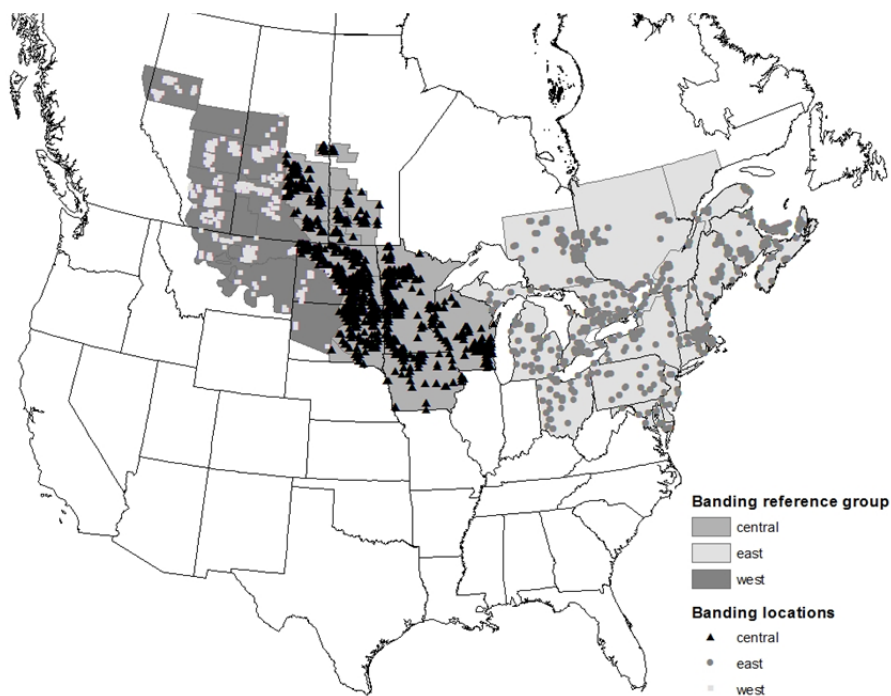 Banding reference group
central
east
west
Banding locations
central
east
west